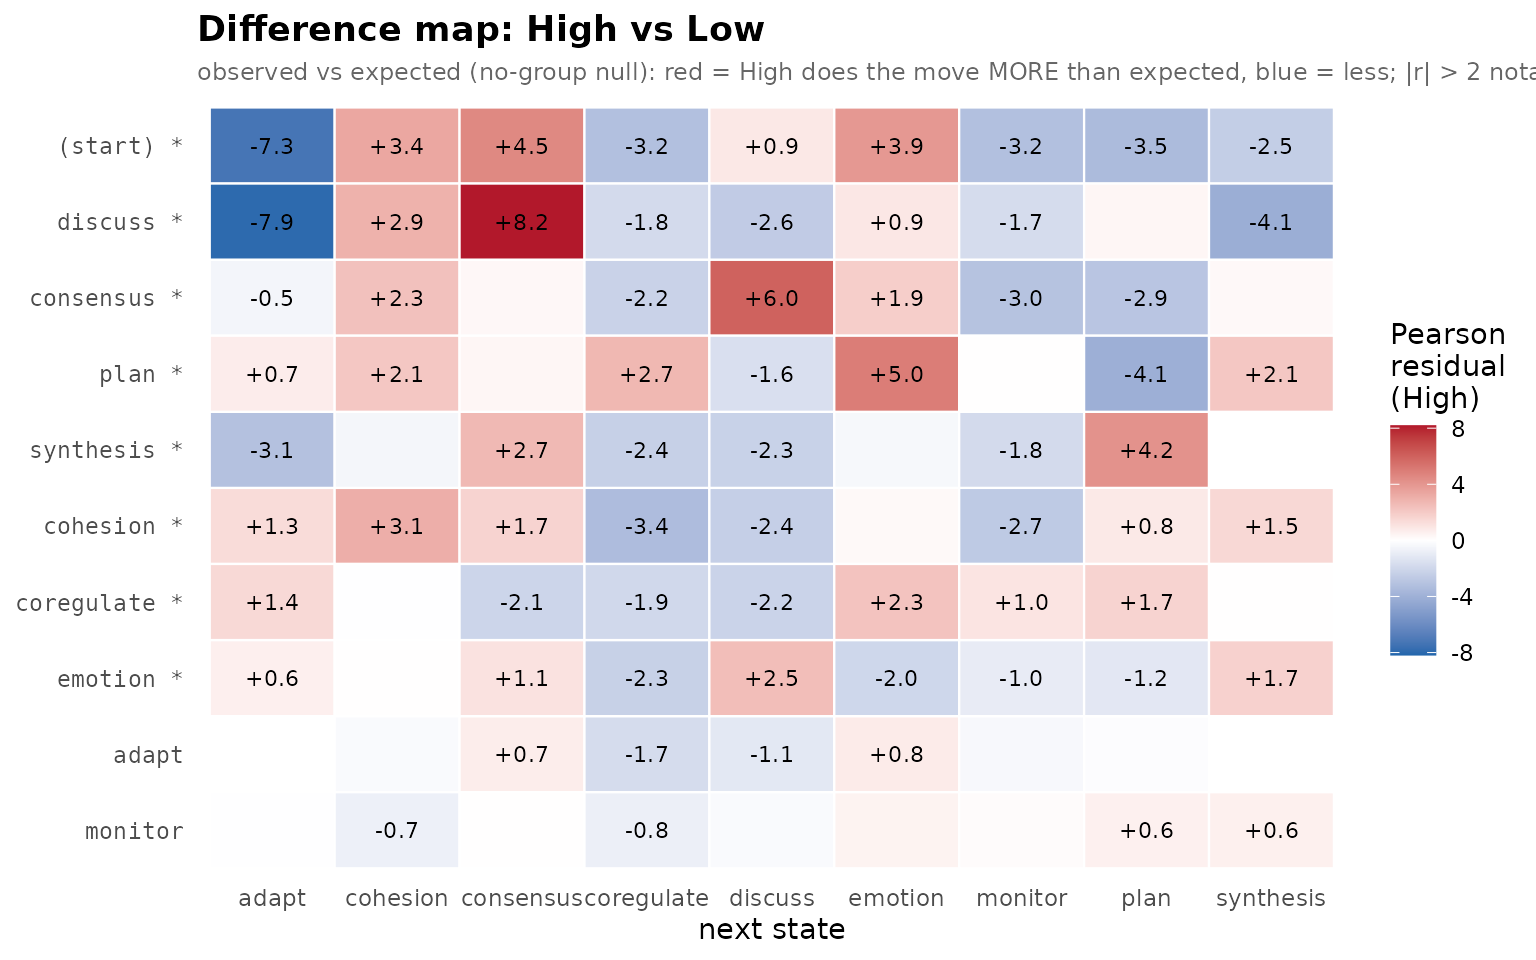 Difference map: High vs Low
observed vs expected (no-group null): red = High does the move MORE than expected, blue = less; |r| > 2 nota
(start) * -7.3 +3.4 +4.5 -3.2 +0.9 +3.9 -3.2 -3.5 -2.5
discuss * -7.9 +2.9 +8.2 -1.8 -2.6 +0.9 -1.7 -4.1
consensus * -0.5 +2.3 -2.2 +6.0 +1.9 -3.0 -2.9
plan * +0.7 +2.1 +2.7 -1.6 +5.0 -4.1 +2.1
synthesis * -3.1 +2.7 -2.4 -2.3 -1.8 +4.2
cohesion * +1.3 +3.1 +1.7 -3.4 -2.4 -2.7 +0.8 +1.5
coregulate * +1.4 -2.1 -1.9 -2.2 +2.3 +1.0 +1.7
emotion * +0.6 +1.1 -2.3 +2.5 -2.0 -1.0 -1.2 +1.7
adapt +0.7 -1.7 -1.1 +0.8
monitor -0.7 -0.8 +0.6 +0.6
adapt cohesion consensus coregulate discuss emotion monitor plan synthesis
next state
Pearson
residual
(High)
8
4
0
-4
-8